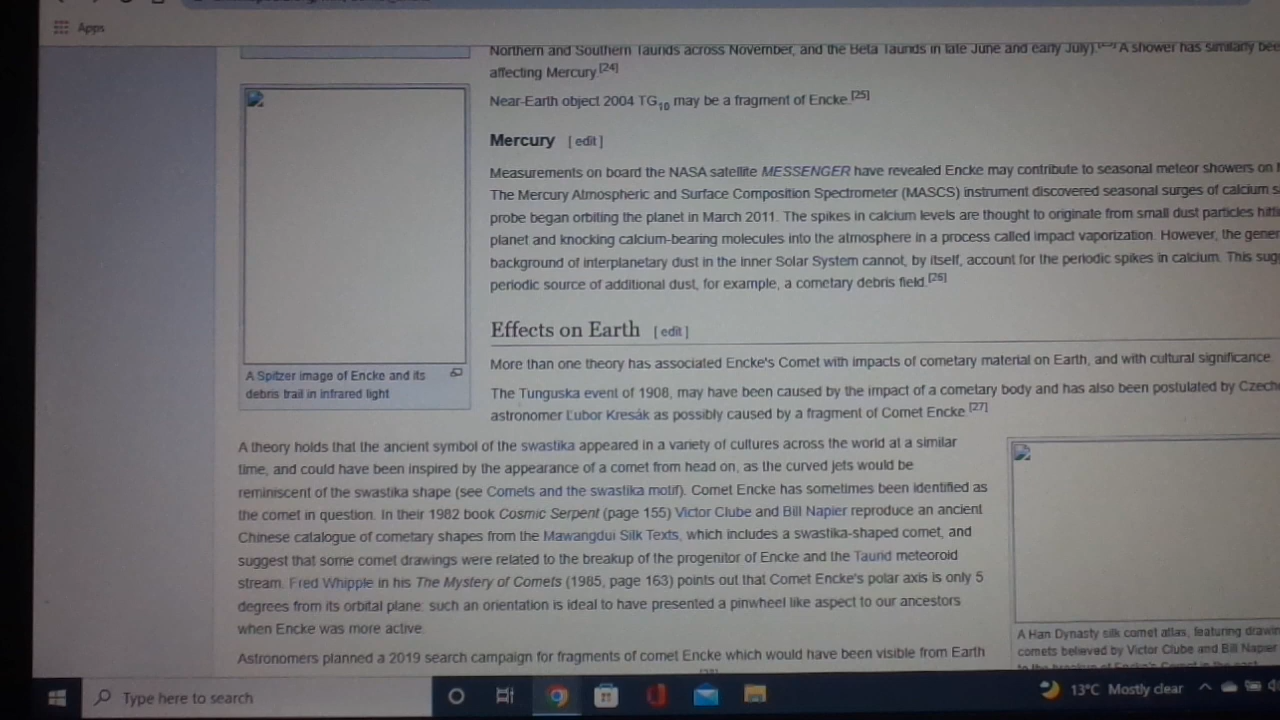 Apps
Northern and Southern Taurids across November, and the Beta Taurids in late June and early July). A shower has similarly
affecting Mercury.[24]
Near-Earth object 2004 TG10 may be a fragment of Encke.[25]
Mercury [ edit ]
Measurements on board the NASA satellite MESSENGER have revealed Encke may contribute to seasonal meteor showers on
The Mercury Atmospheric and Surface Composition Spectrometer (MASCS) instrument discovered seasonal surges of calcium
probe began orbiting the planet in March 2011. The spikes in calcium levels are thought to originate from small dust particles
planet and knocking calcium-bearing molecules into the atmosphere in a process called impact vaporization. However, the
background of interplanetary dust in the inner Solar System cannot, by itself, account for the periodic spikes in calcium. This
periodic source of additional dust, for example, a cometary debris field.[26]
Effects on Earth [ edit ]
More than one theory has associated Encke's Comet with impacts of cometary material on Earth, and with cultural significance.
The Tunguska event of 1908, may have been caused by the impact of a cometary body and has also been postulated by
astronomer Ľubor Kresák as possibly caused by a fragment of Comet Encke.[27]
A Spitzer image of Encke and its
debris trail in infrared light
A theory holds that the ancient symbol of the swastika appeared in a variety of cultures across the world at a similar
time, and could have been inspired by the appearance of a comet from head on, as the curved jets would be
reminiscent of the swastika shape (see Comets and the swastika motif). Comet Encke has sometimes been identified as
the comet in question. In their 1982 book Cosmic Serpent (page 155) Victor Clube and Bill Napier reproduce an ancient
Chinese catalogue of cometary shapes from the Mawangdui Silk Texts, which includes a swastika-shaped comet, and
suggest that some comet drawings were related to the breakup of the progenitor of Encke and the Taurid meteoroid
stream. Fred Whipple in his The Mystery of Comets (1985, page 163) points out that Comet Encke's polar axis is only 5
degrees from its orbital plane: such an orientation is ideal to have presented a pinwheel like aspect to our ancestors
when Encke was more active.
Astronomers planned a 2019 search campaign for fragments of comet Encke which would have been visible from Earth
A Han Dynasty silk comet atlas, featuring
comets believed by Victor Clube and Bill Napier
Type here to search
13°C Mostly clear